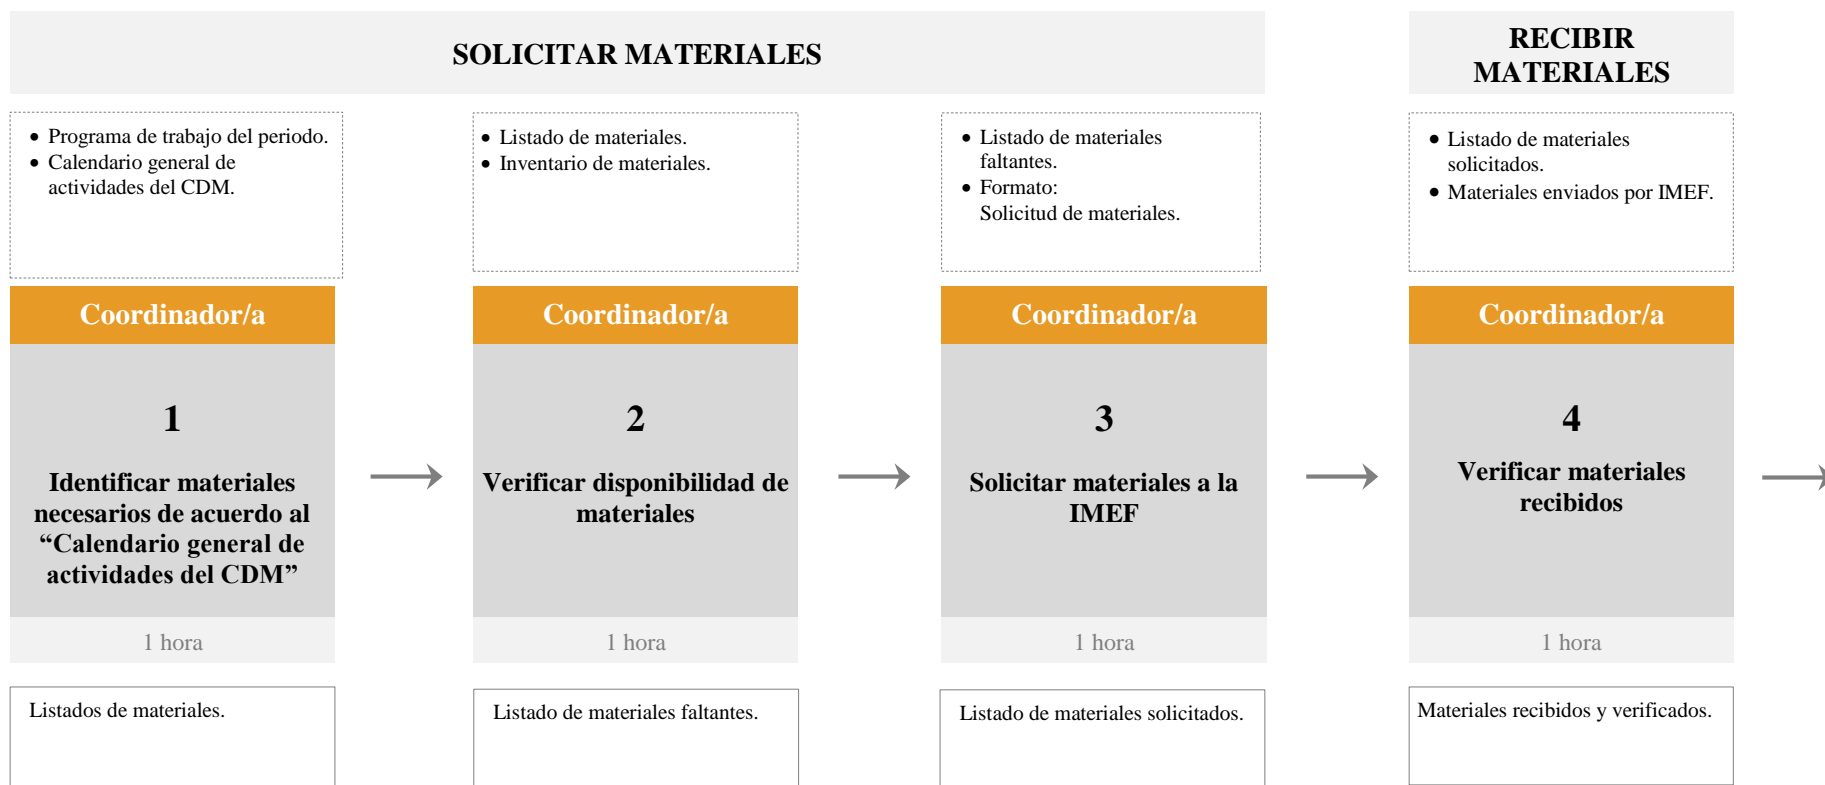 SOLICITAR MATERIALES
RECIBIR
MATERIALES
• Programa de trabajo del periodo.
• Calendario general de
actividades del CDM.
• Listado de materiales.
• Inventario de materiales.
• Listado de materiales
faltantes.
• Formato:
Solicitud de materiales.
• Listado de materiales
solicitados.
• Materiales enviados por IMEF.
Coordinador/a
Coordinador/a
Coordinador/a
Coordinador/a
1
Identificar materiales
necesarios de acuerdo al
“Calendario general de
actividades del CDM”
2
Verificar disponibilidad de
materiales
3
Solicitar materiales a la
IMEF
4
Verificar materiales
recibidos
1 hora
1 hora
1 hora
1 hora
Listados de materiales.
Listado de materiales faltantes.
Listado de materiales solicitados.
Materiales recibidos y verificados.